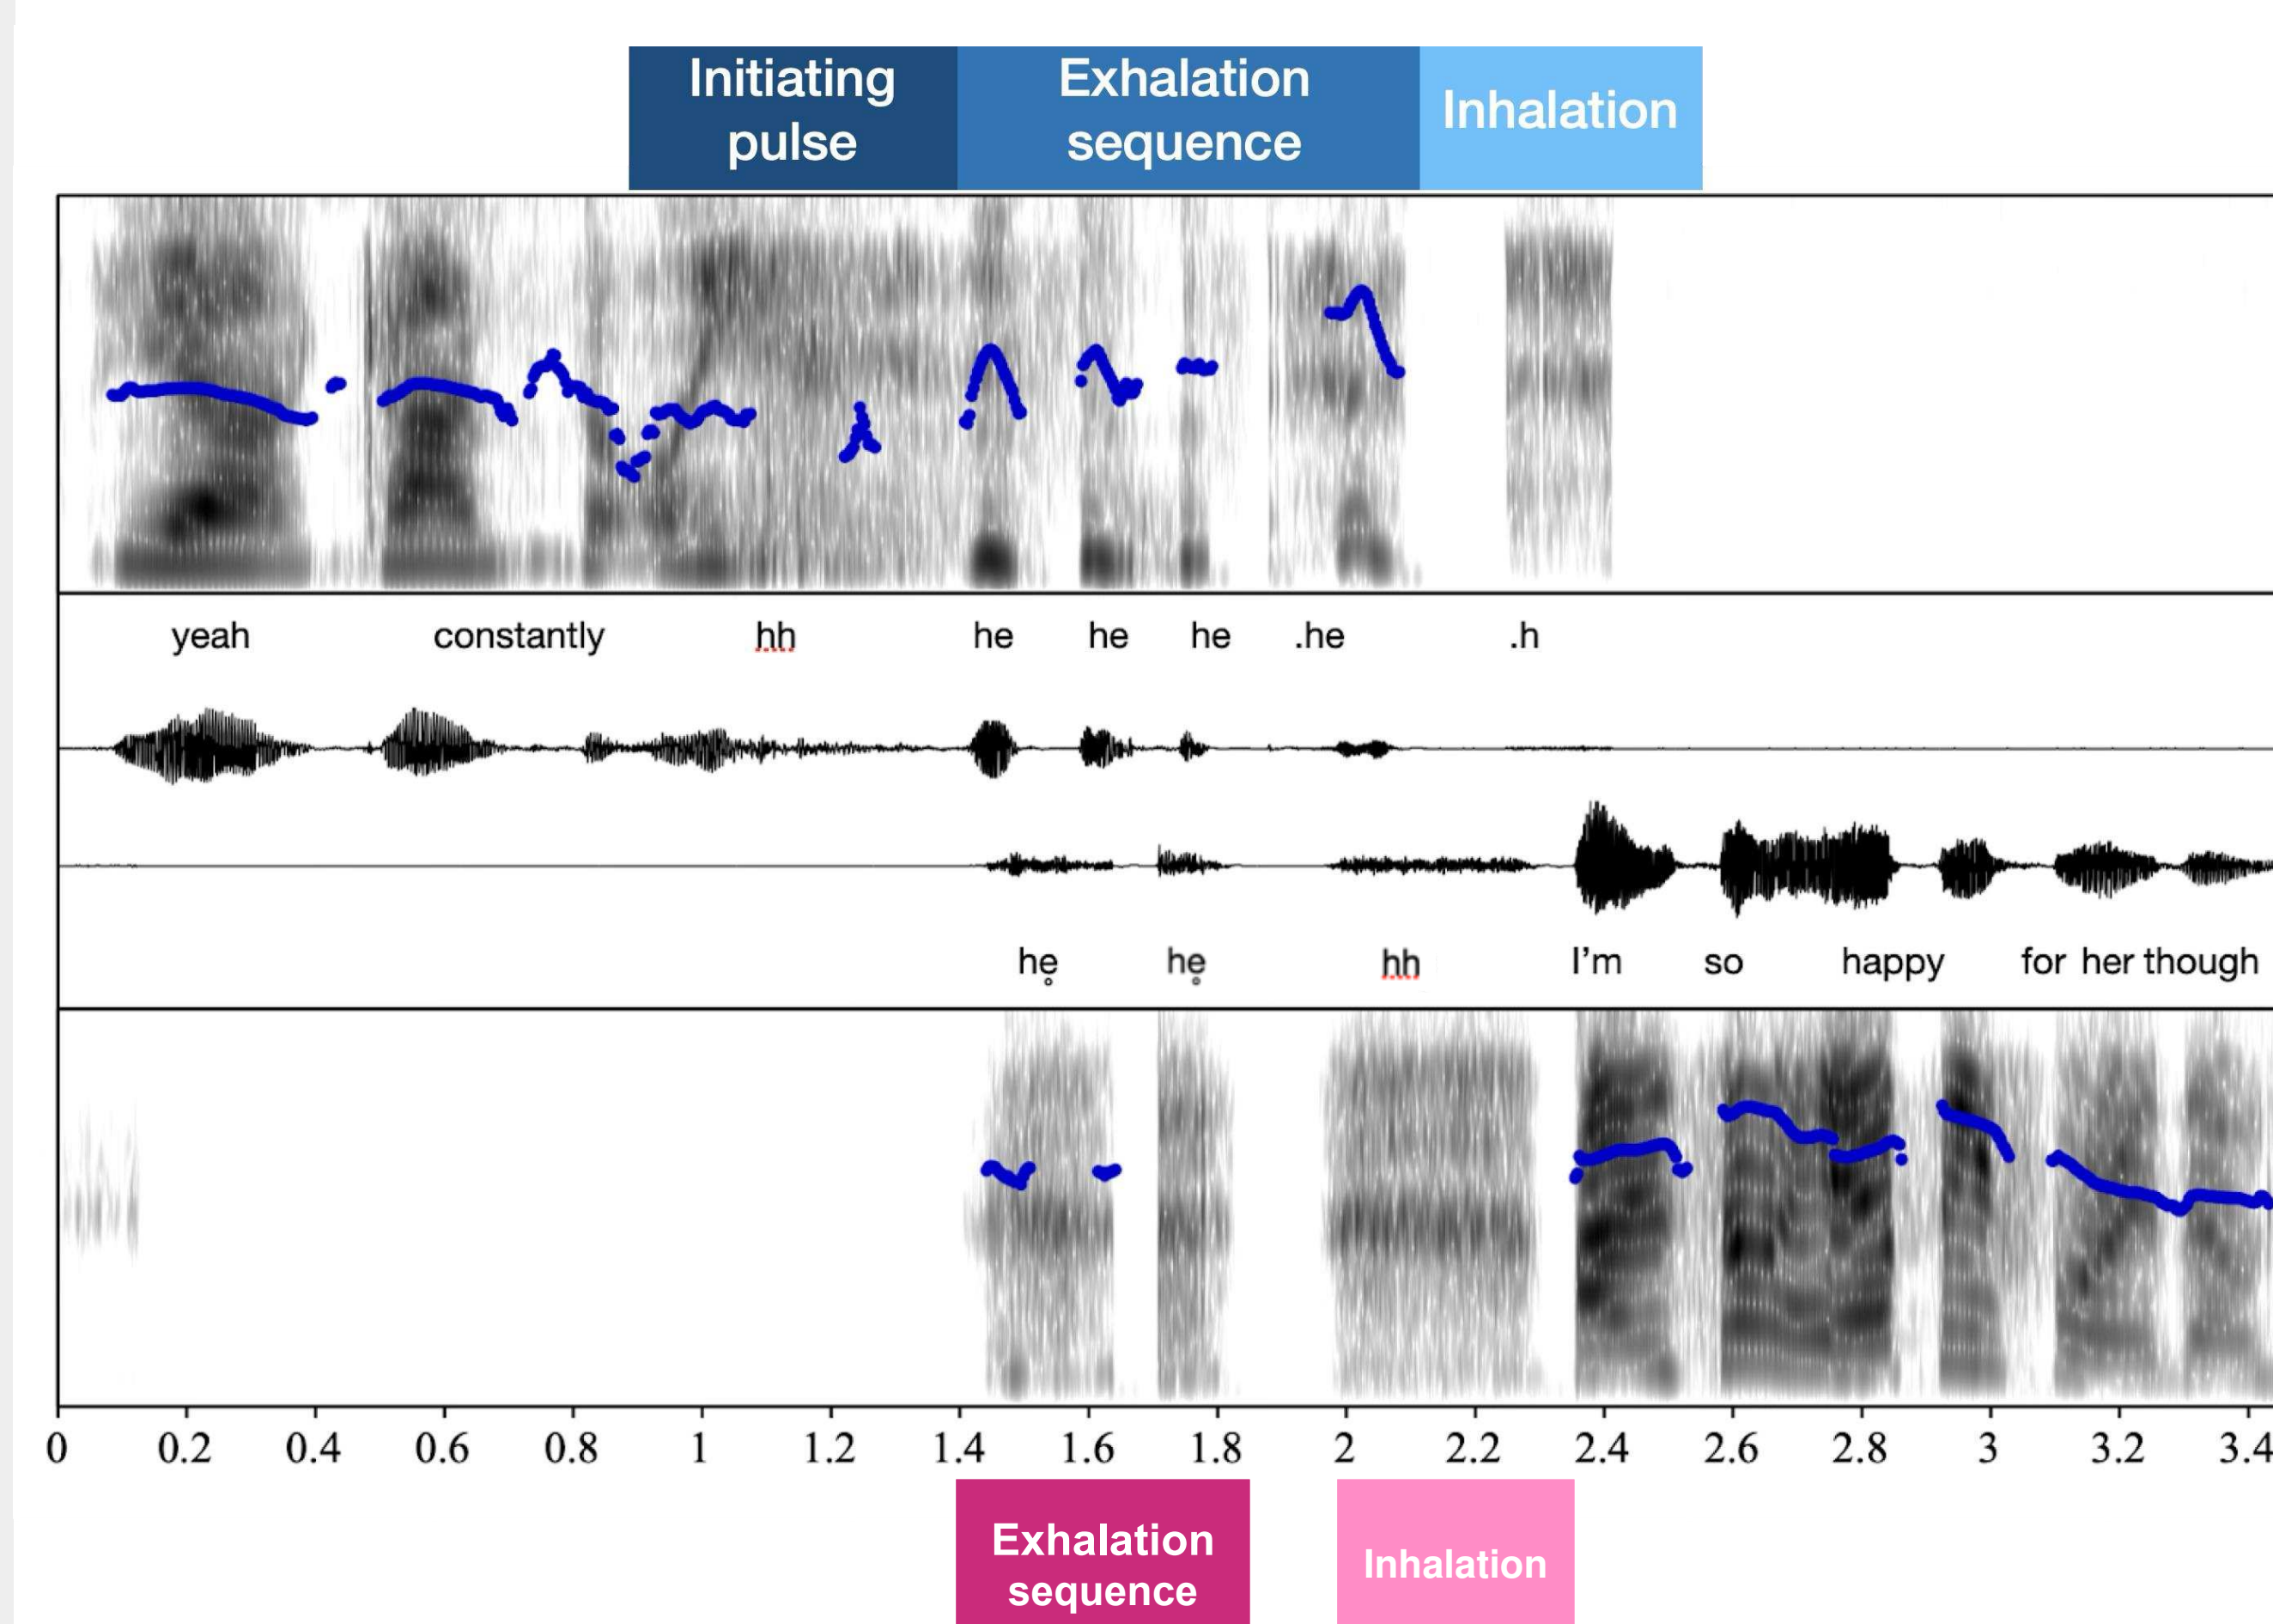 Initiating
pulse
Exhalation
sequence
Inhalation
yeah constantly hh he he he .he .h
he̥ he̥ hh I'm so happy for her though
0 0.2 0.4 0.6 0.8 1 1.2 1.4 1.6 1.8 2 2.2 2.4 2.6 2.8 3 3.2 3.4
Exhalation
sequence
Inhalation